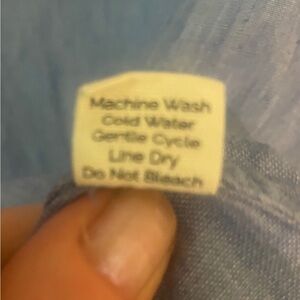 Machine Wash
Cold Water
Gentle Cycle
Line Dry
Do Not Bleach